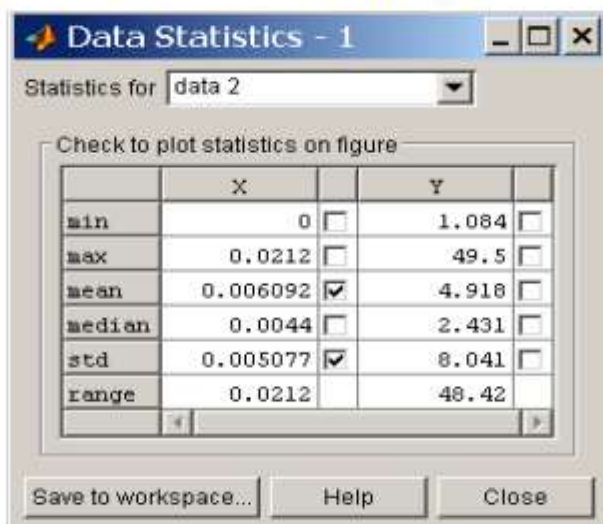 Data Statistics - 1
Statistics for data 2
Check to plot statistics on figure
X Y
min 0 1.084
max 0.0212 49.5
mean 0.006092 4.918
median 0.0044 2.431
std 0.005077 8.041
range 0.0212 48.42
Save to workspace... Help Close